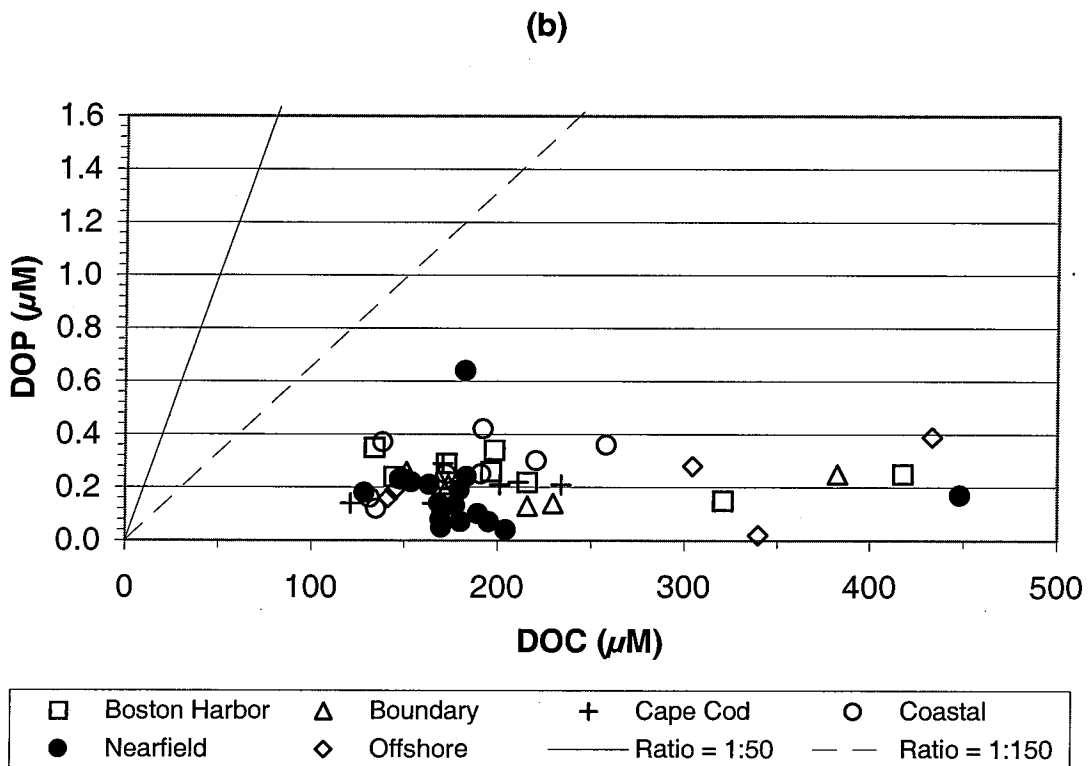 (b)
DOP (µM)
1.6
1.4
1.2
1.0
0.8
0.6
0.4
0.2
0.0
0 100 200 300 400 500
DOC (µM)
Boston Harbor Boundary Cape Cod Coastal
Nearfield Offshore Ratio = 1:50 Ratio = 1:150